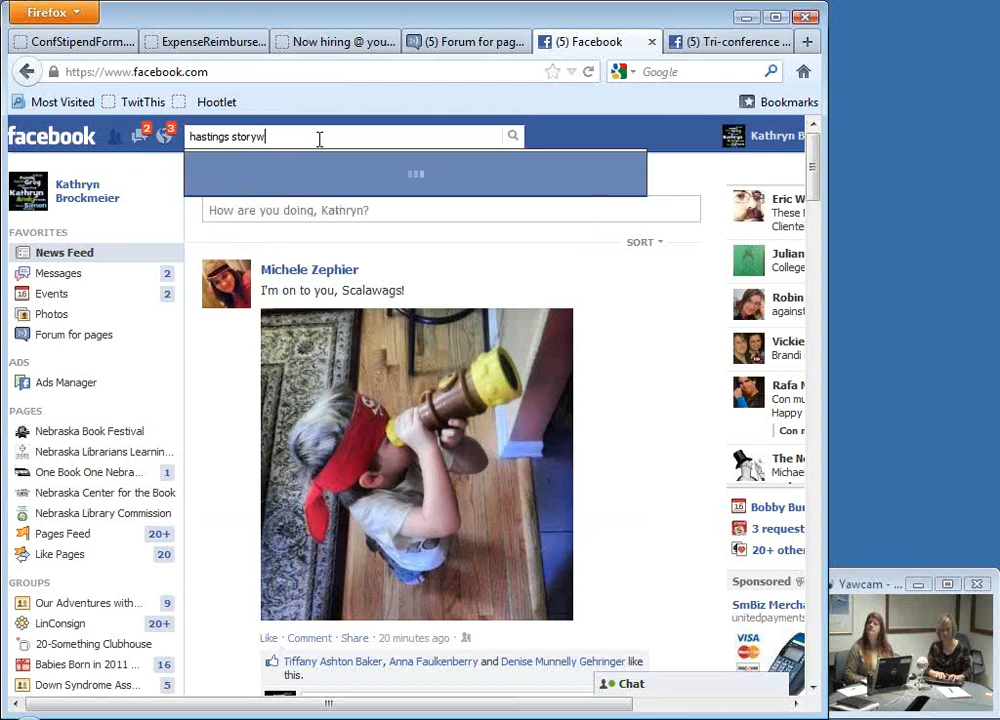 Firefox
ConfStipendForm....
ExpenseReimburse...
Now hiring @ you...
(5) Forum for pag...
(5) Facebook
(5) Tri-conference ...
https://www.facebook.com
Google
Most Visited
TwitThis
Hootlet
Bookmarks
facebook
2
3
hastings storyw
Kathryn B
Kathryn
Brockmeier
How are you doing, Kathryn?
SORT
FAVORITES
News Feed
Messages 2
Events 2
Photos
Forum for pages
ADS
Ads Manager
PAGES
Nebraska Book Festival
Nebraska Librarians Learnin...
One Book One Nebra... 1
Nebraska Center for the Book
Nebraska Library Commission
Pages Feed 20+
Like Pages 20
GROUPS
Our Adventures with... 9
LinConsign 20+
20-Something Clubhouse
Babies Born in 2011 ... 16
Down Syndrome Ass... 5
Michele Zephier
I'm on to you, Scalawags!
Like · Comment · Share · 20 minutes ago
Tiffany Ashton Baker, Anna Faulkenberry and Denise Munnelly Gehringer like
this.
Eric W
These
Cliente
Julian
College
Robin
against
Vickie
Brandi
Rafa
Con mu
Happy
Con
The N
Michae
Bobby Bur
3 request
20+ other
Sponsored
SmBiz Mercha
unitedpayments
VISA
DISCOVER
Chat
Yawcam - ...